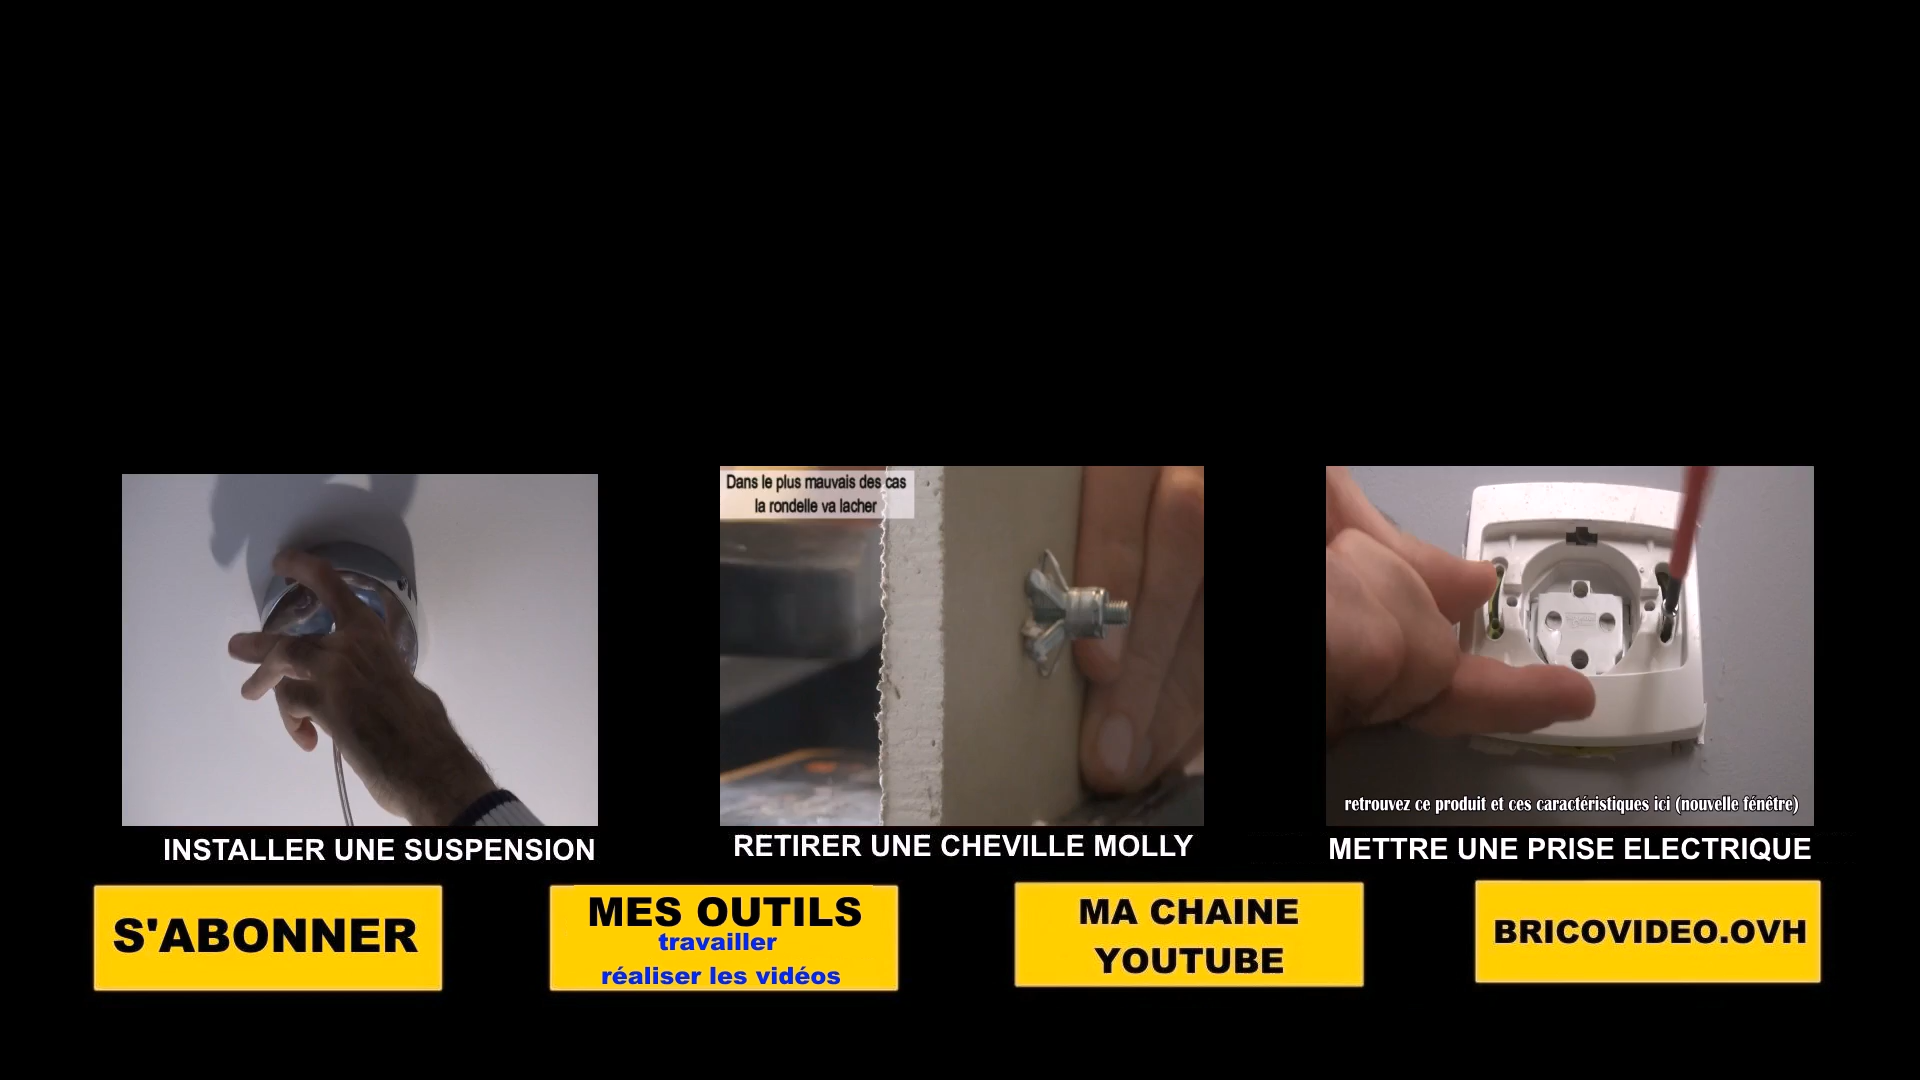 Dans le plus mauvais des cas
la rondelle va lacher
retrouvez ce produit et ces caractéristiques ici (nouvelle fénêtre)
INSTALLER UNE SUSPENSION
RETIRER UNE CHEVILLE MOLLY
METTRE UNE PRISE ELECTRIQUE
S'ABONNER
MES OUTILS
travailler
réaliser les vidéos
MA CHAINE
YOUTUBE
BRICOVIDEO.OVH